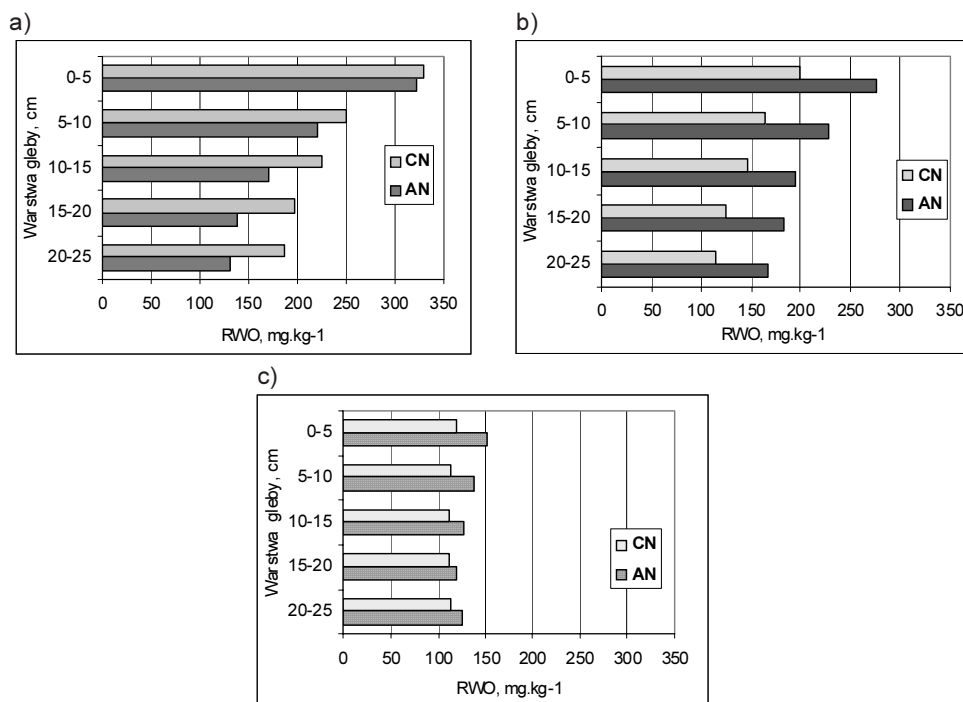 a)
0-5
5-10
10-15
15-20
20-25
Warstwa gleby, cm
CN
AN
0 50 100 150 200 250 300 350
RWO, mg.kg-1
b)
0-5
5-10
10-15
15-20
20-25
Warstwa gleby, cm
CN
AN
0 50 100 150 200 250 300 350
RWO, mg.kg-1
c)
0-5
5-10
10-15
15-20
20-25
Warstwa gleby, cm
CN
AN
0 50 100 150 200 250 300 350
RWO, mg.kg-1